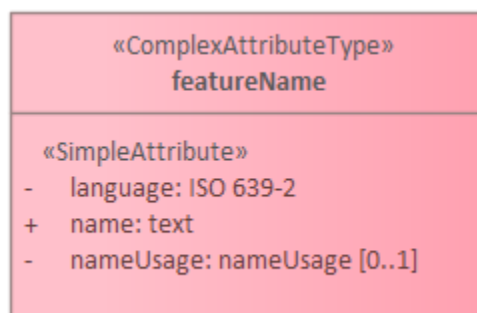 «ComplexAttributeType»
featureName
«SimpleAttribute»
- language: ISO 639-2
+ name: text
- nameUsage: nameUsage [0..1]